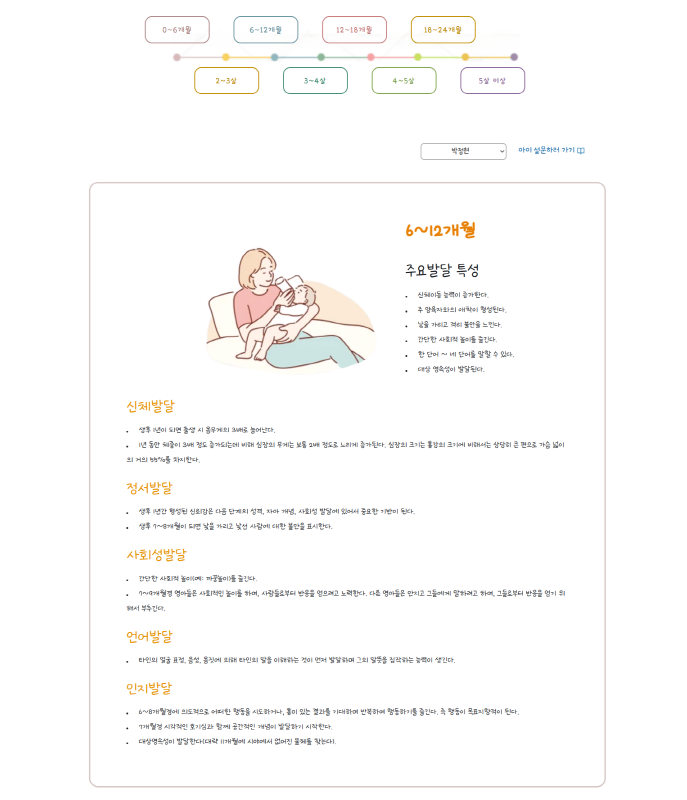 0~6개월
6~12개월
12~18개월
18~24개월
2~3살
3~4살
4~5살
5살 이상
박정현
아이 설문하러 가기
6~12개월
주요발달 특성
신체이동 능력이 증가한다.
주 양육자와의 애착이 형성된다.
낯을 가리고 격리 불안을 느낀다.
간단한 사회적 놀이를 즐긴다.
한 단어 ~ 네 단어를 말할 수 있다.
대상 영속성이 발달된다.
신체발달
생후 1년이 되면 출생 시 몸무게의 3배로 늘어난다.
1년 동안 체중이 3배 정도 증가되는데 비해 심장의 무게는 보통 2배 정도로 느리게 증가된다. 심장의 크기는 흉강의 크기에 비해서는 상당히 큰 편으로 가슴 넓이
의 거의 55%를 차지한다.
정서발달
생후 1년간 형성된 신뢰감은 다음 단계의 성격, 자아 개념, 사회성 발달에 있어서 중요한 기반이 된다.
생후 7~8개월이 되면 낯을 가리고 낯선 사람에 대한 불안을 표시한다.
사회성발달
간단한 사회적 놀이(예: 까꿍놀이)를 즐긴다.
7~9개월경 영아들은 사회적인 놀이를 하며, 사람들로부터 반응을 얻으려고 노력한다. 다른 영아들을 만지고 그들에게 말하려고 하며, 그들로부터 반응을 얻기 위
해서 부추긴다.
언어발달
타인의 얼굴 표정, 음성, 몸짓에 의해 타인의 말을 이해하는 것이 먼저 발달하며 그의 말뜻을 짐작하는 능력이 생긴다.
인지발달
6~8개월경에 의도적으로 어떠한 행동을 시도하거나, 흥미 있는 결과를 기대하며 반복하여 행동하기를 즐긴다. 즉 행동이 목표지향적이 된다.
7개월경 시각적인 호기심과 함께 공간적인 개념이 발달하기 시작한다.
대상영속성이 발달한다(대략 11개월에 시야에서 없어진 물체를 찾는다).